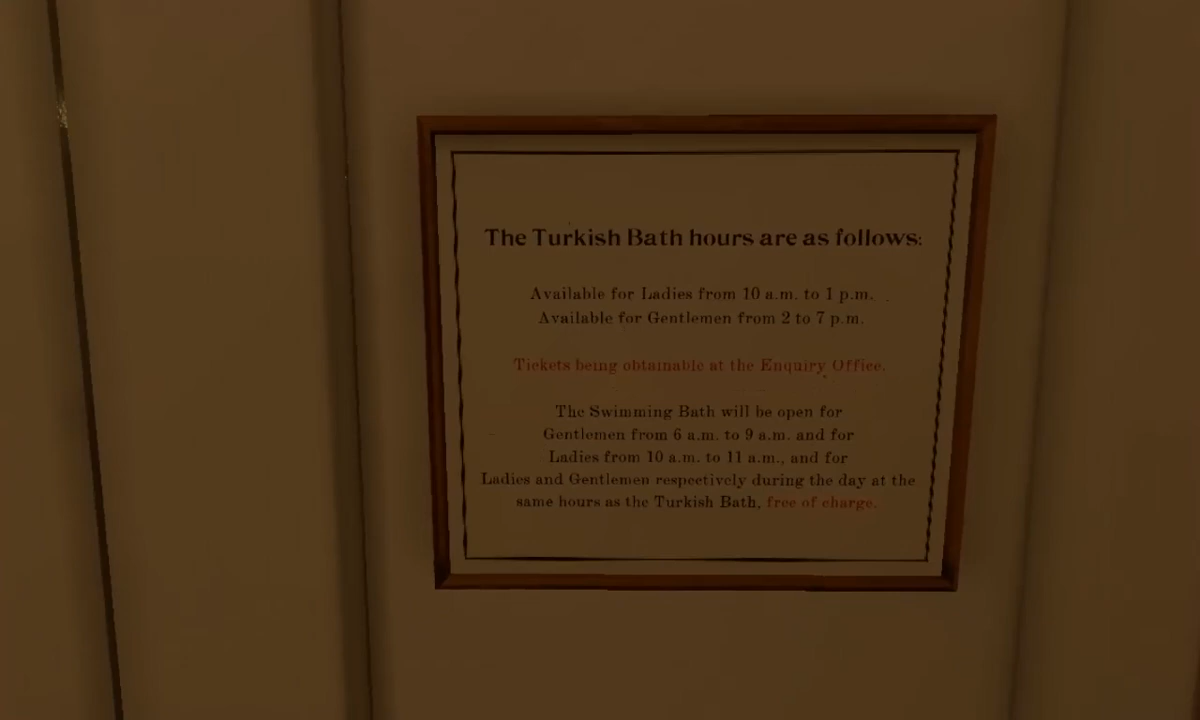 The Turkish Bath hours are as follows:
Available for Ladies from 10 a.m. to 1 p.m.
Available for Gentlemen from 2 to 7 p.m.
Tickets being obtainable at the Enquiry Office.
The Swimming Bath will be open for
Gentlemen from 6 a.m. to 9 a.m. and for
Ladies from 10 a.m. to 11 a.m., and for
Ladies and Gentlemen respectively during the day at the
same hours as the Turkish Bath, free of charge.